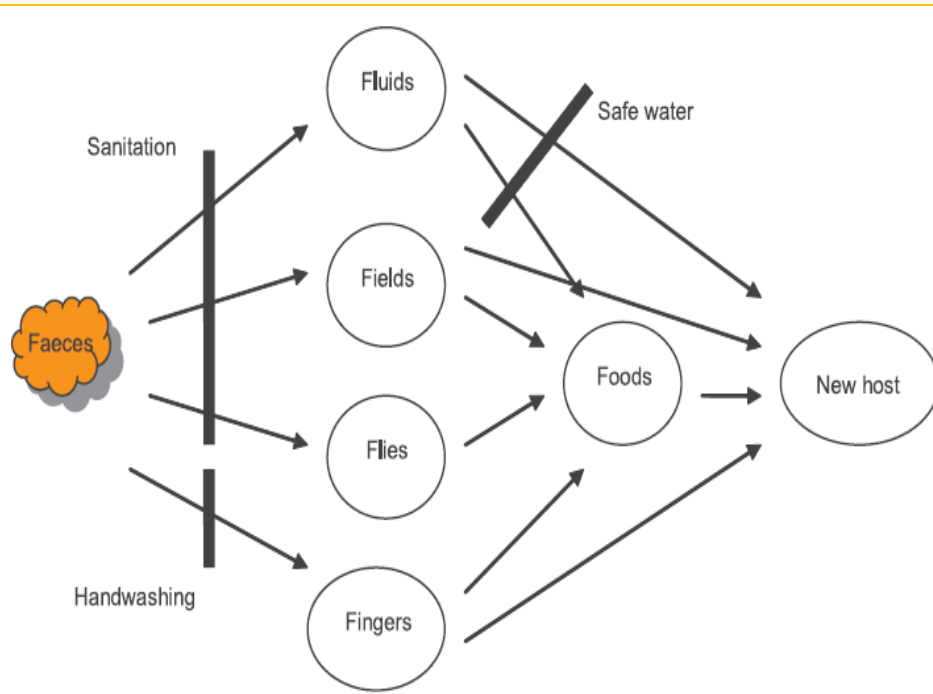 Fluids
Safe water
Sanitation
Fields
Faeces
Foods
New host
Flies
Handwashing
Fingers